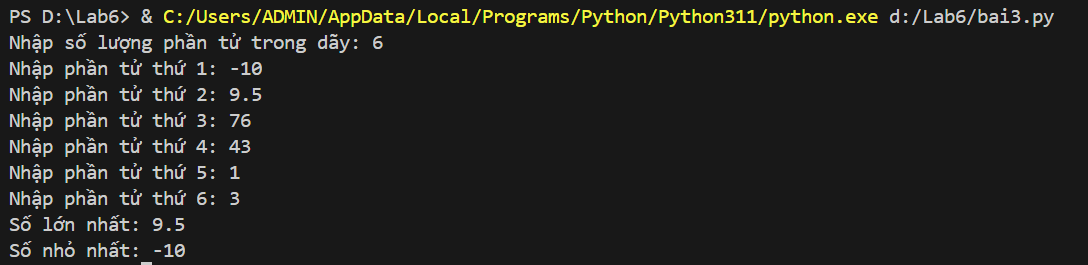 PS D:\Lab6> & C:/Users/ADMIN/AppData/Local/Programs/Python/Python311/python.exe d:/Lab6/bai3.py
Nhập số lượng phần tử trong dãy: 6
Nhập phần tử thứ 1: -10
Nhập phần tử thứ 2: 9.5
Nhập phần tử thứ 3: 76
Nhập phần tử thứ 4: 43
Nhập phần tử thứ 5: 1
Nhập phần tử thứ 6: 3
Số lớn nhất: 9.5
Số nhỏ nhất: -10